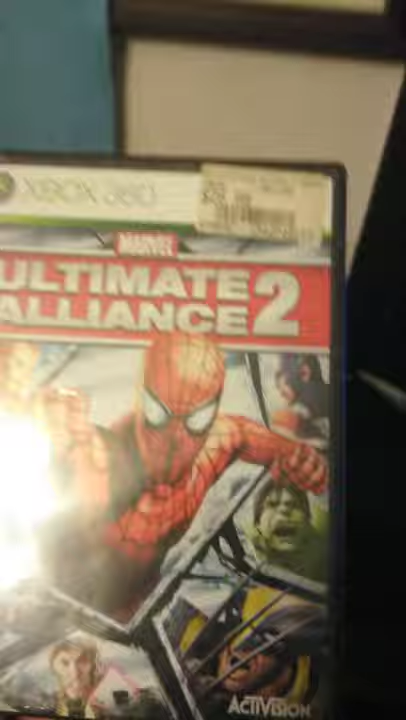 XBOX 360
MARVEL
ULTIMATE
ALLIANCE 2
ACTIVISION